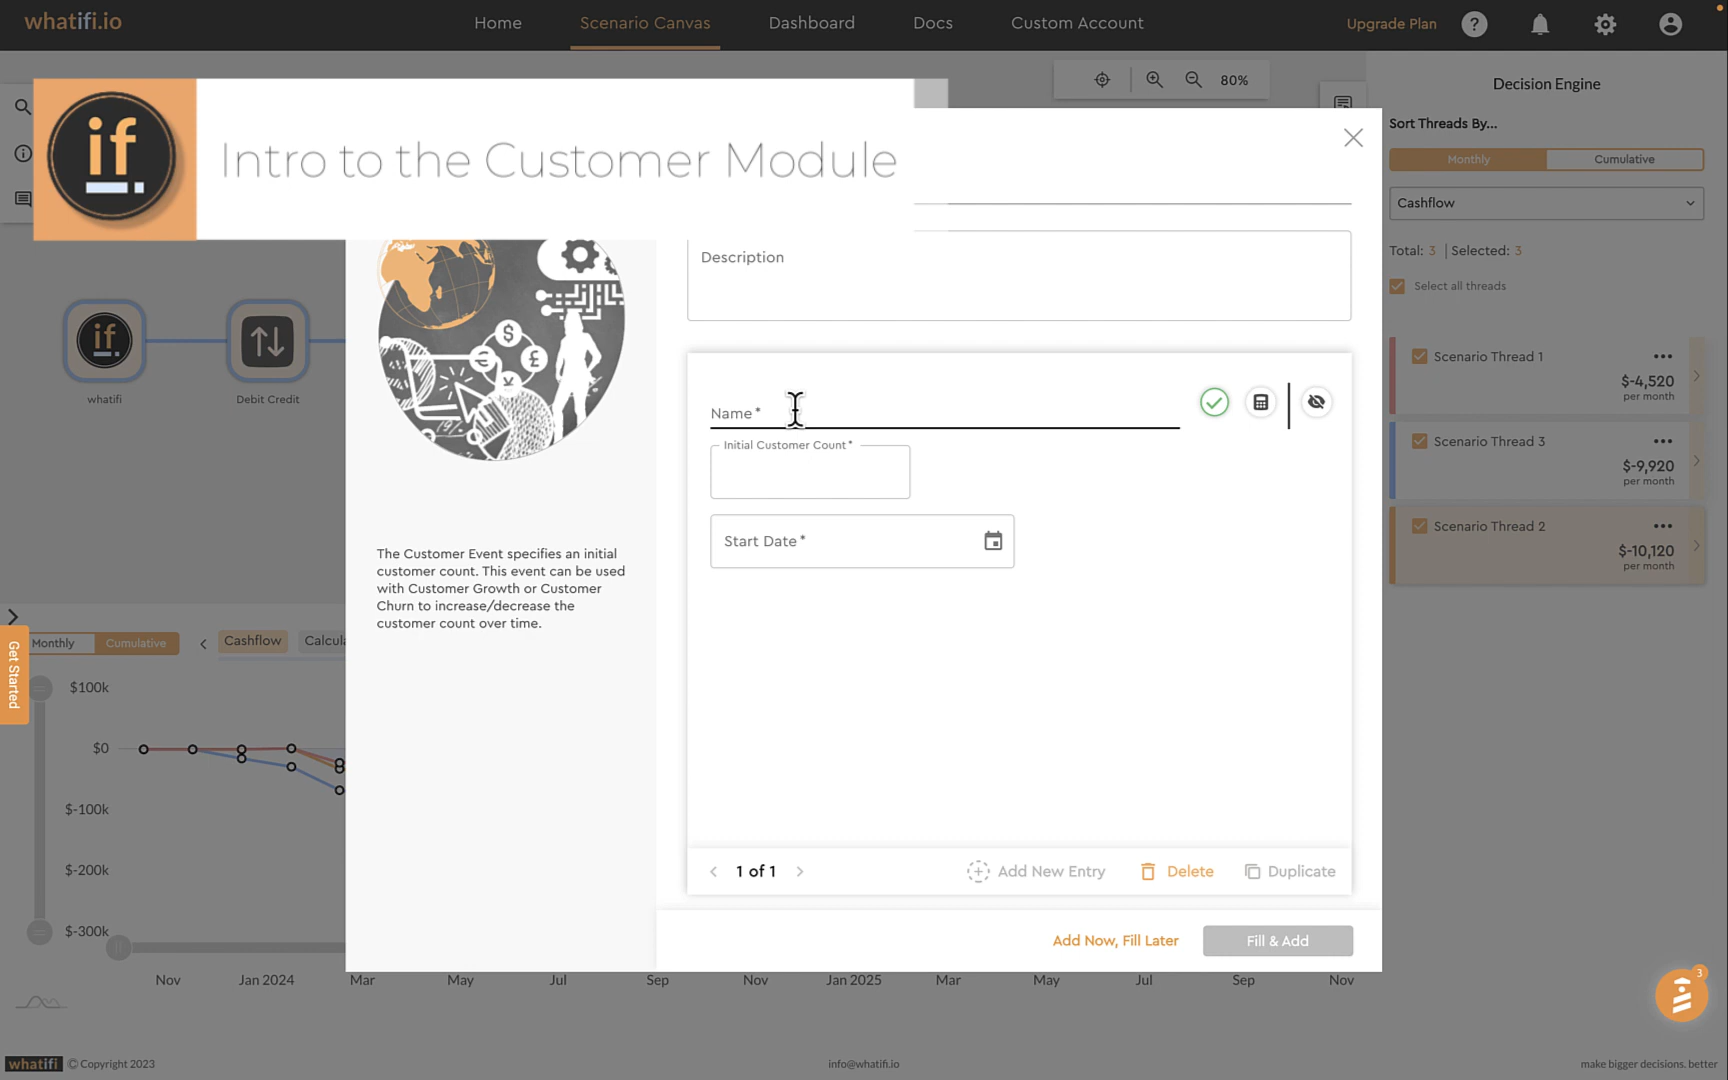 whatifi.io
Home
Scenario Canvas
Dashboard
Docs
Custom Account
Upgrade Plan
?
80%
if
Intro to the Customer Module
Description
Name *
Initial Customer Count *
Start Date *
The Customer Event specifies an initial
customer count. This event can be used
with Customer Growth or Customer
Churn to increase/decrease the
customer count over time.
1 of 1
Add New Entry
Delete
Duplicate
Add Now, Fill Later
Fill & Add
Decision Engine
Sort Threads By...
Monthly
Cumulative
Cashflow
Total: 3 | Selected: 3
Select all threads
Scenario Thread 1
$-4,520
per month
Scenario Thread 3
$-9,920
per month
Scenario Thread 2
$-10,120
per month
if
whatifi
Debit Credit
Get Started
Monthly
Cumulative
Cashflow
Calcula
$100k
$0
$-100k
$-200k
$-300k
Nov
Jan 2024
Mar
May
Jul
Sep
Nov
Jan 2025
Mar
May
Jul
Sep
Nov
3
whatifi © Copyright 2023
info@whatifi.io
make bigger decisions. better